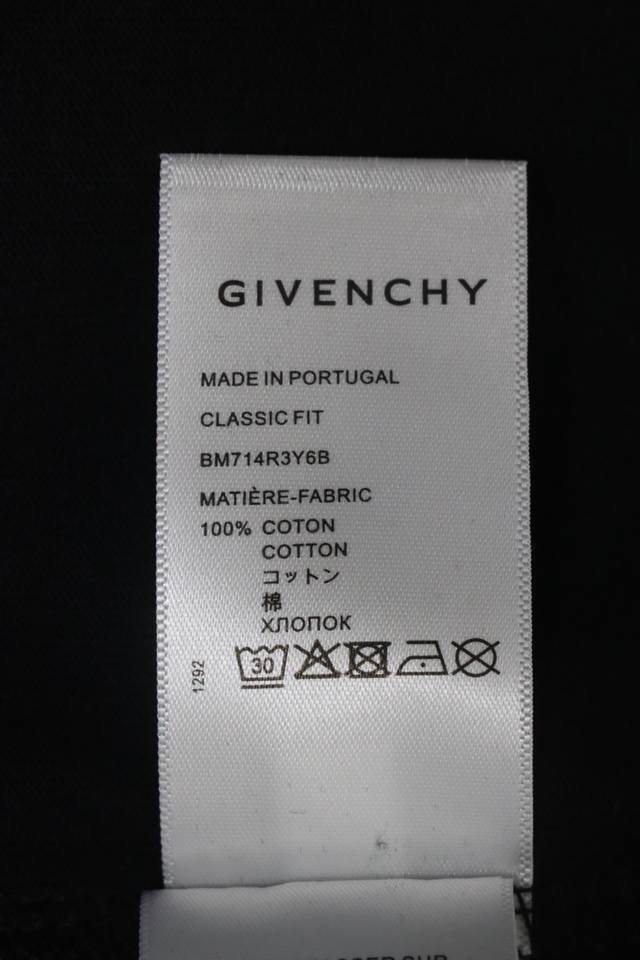 GIVENCHY
MADE IN PORTUGAL
CLASSIC FIT
BM714R3Y6B
MATIÈRE-FABRIC
100% COTON
COTTON
コットン
棉
ХЛОПОК
30
1292